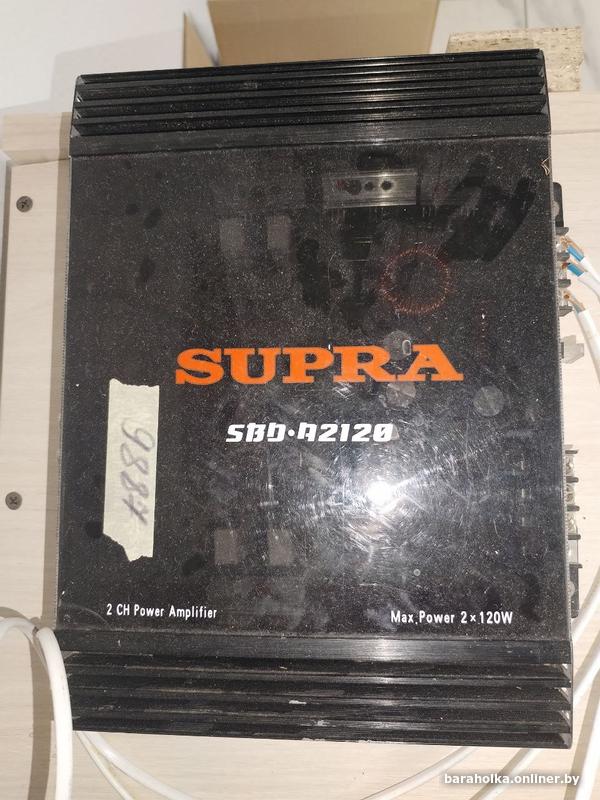 SUPRA
SBD·A2120
9884
2 CH Power Amplifier
Max.Power 2×120W
baraholka.onliner.by